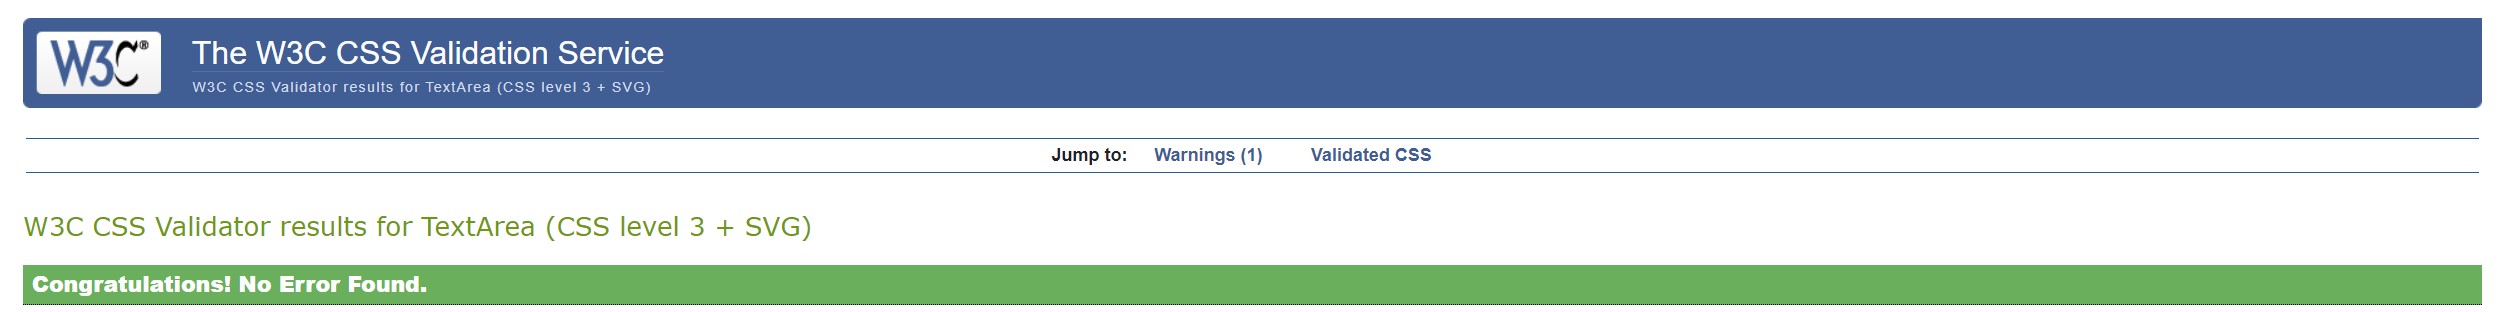 W3C®
The W3C CSS Validation Service
W3C CSS Validator results for TextArea (CSS level 3 + SVG)
Jump to: Warnings (1) Validated CSS
W3C CSS Validator results for TextArea (CSS level 3 + SVG)
Congratulations! No Error Found.